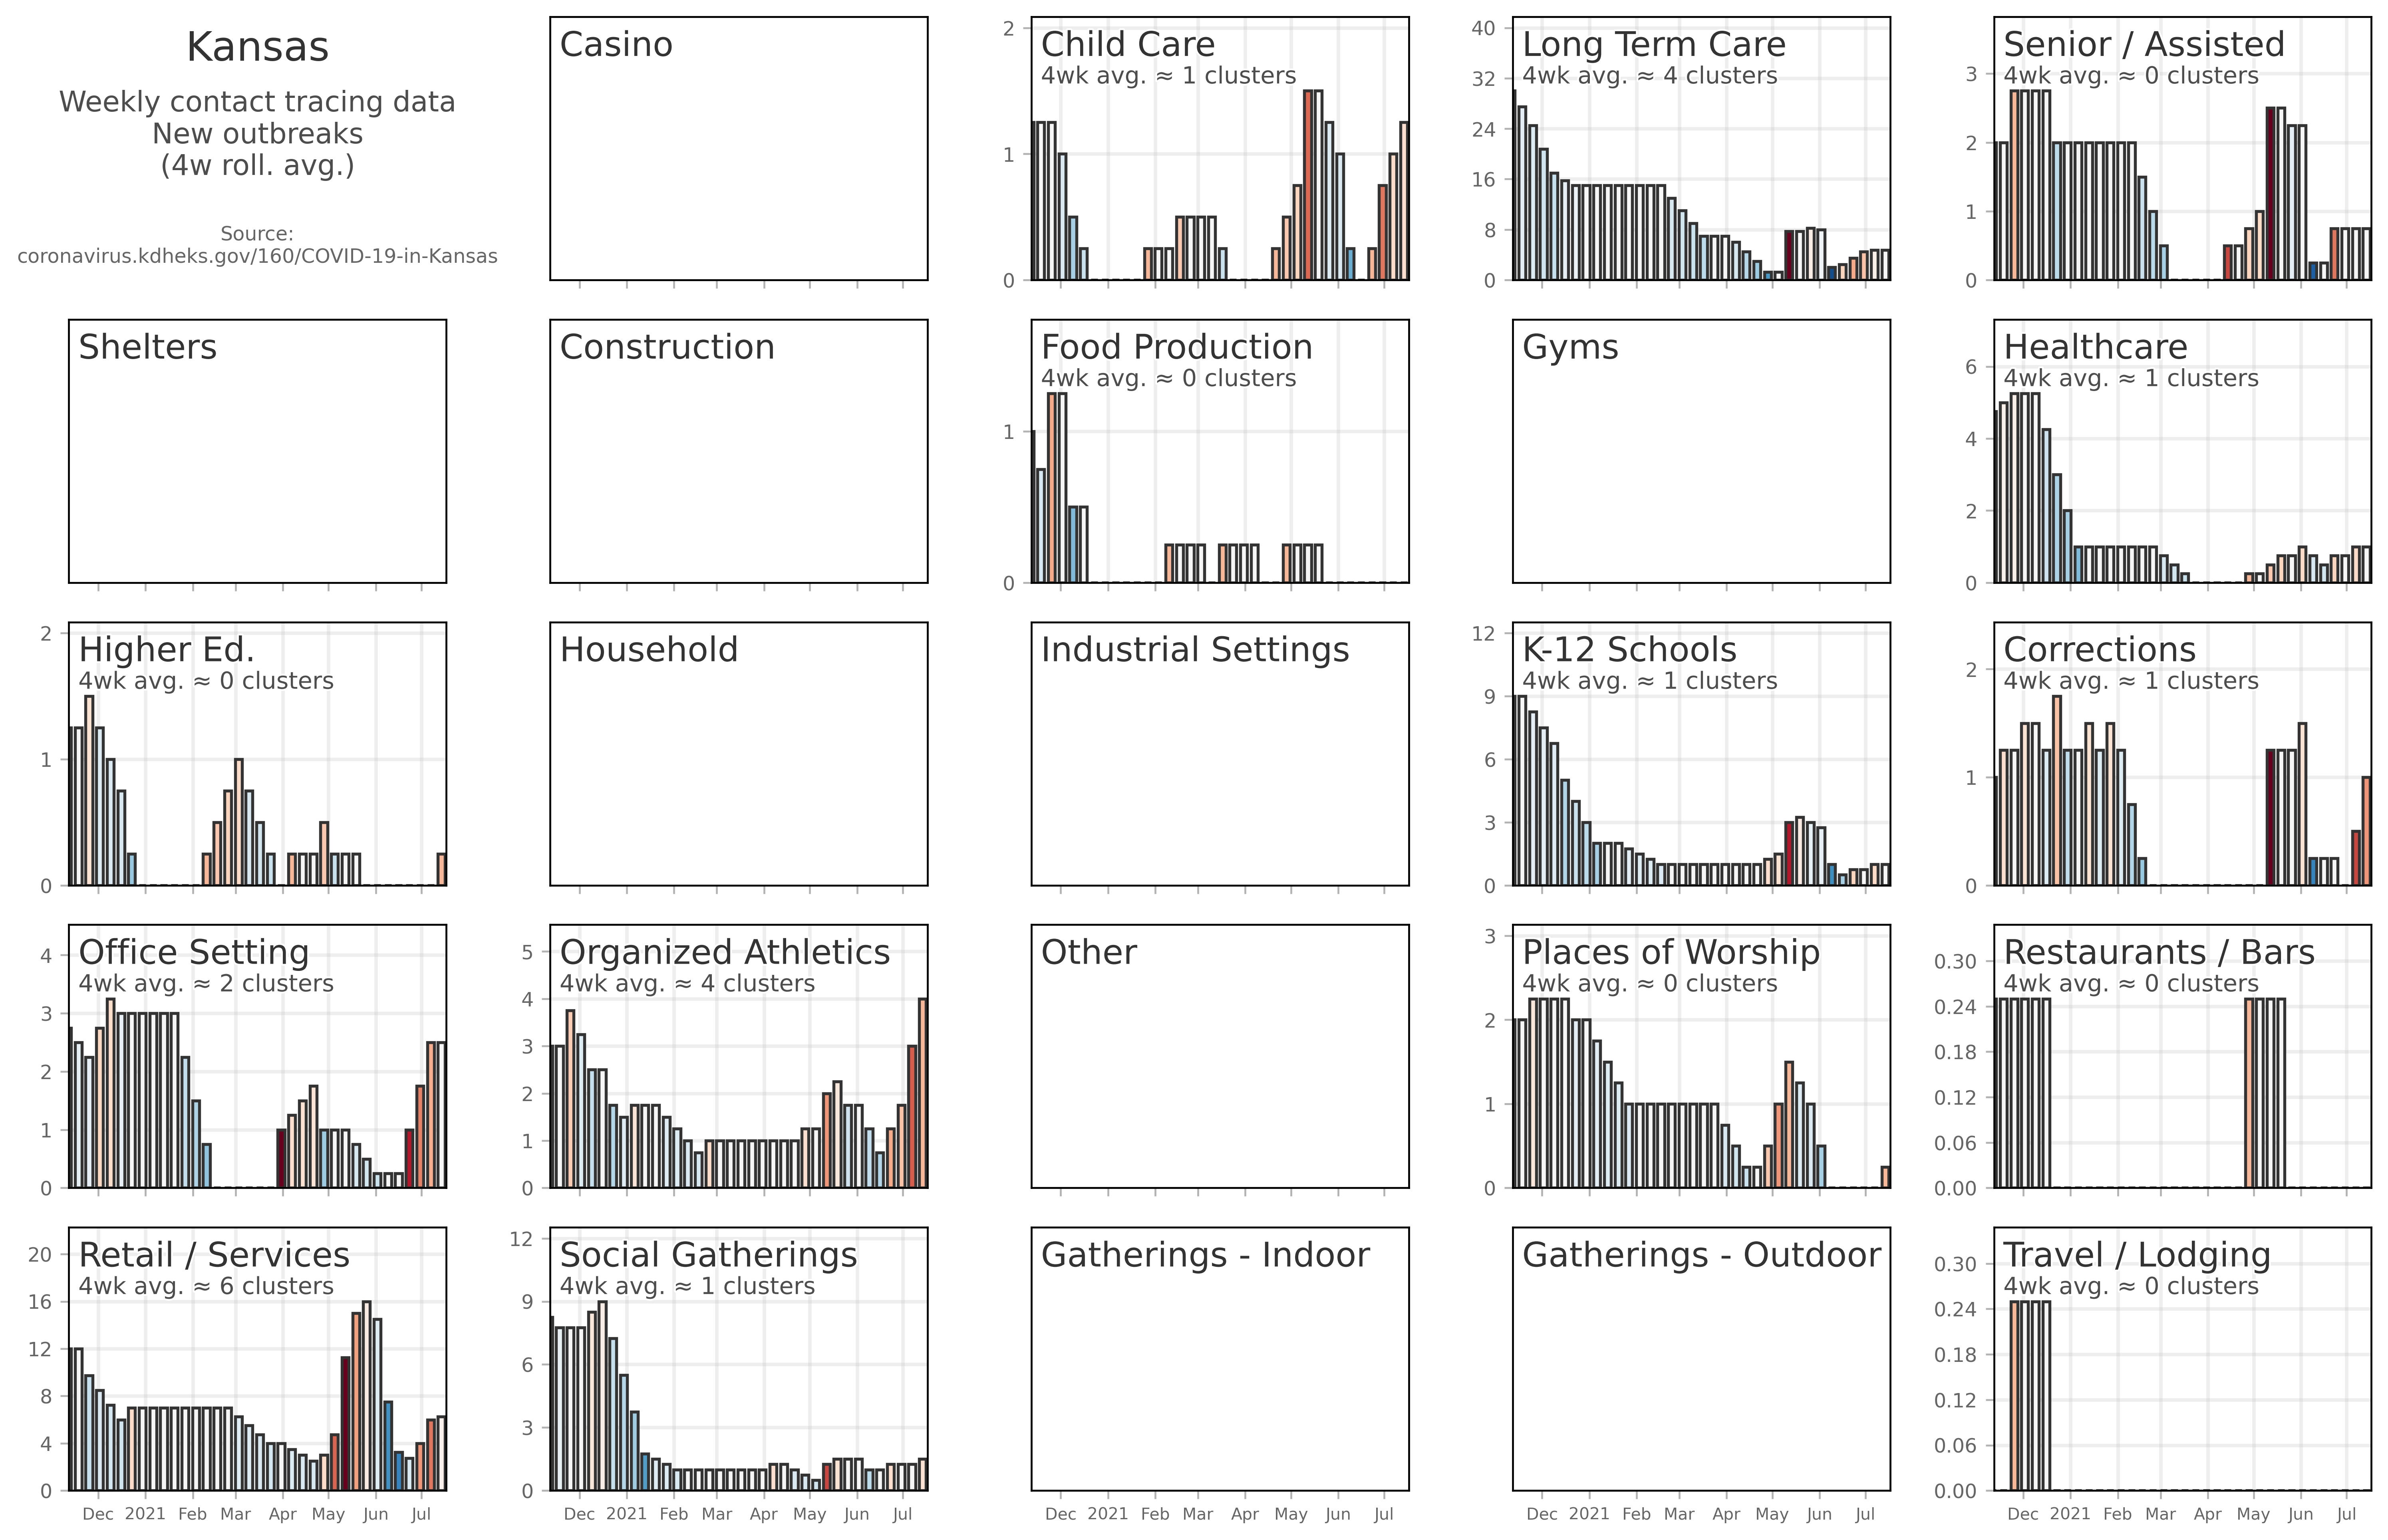 Kansas
Weekly contact tracing data
New outbreaks
(4w roll. avg.)
Source:
coronavirus.kdheks.gov/160/COVID-19-in-Kansas
Casino
Child Care
4wk avg. ≈ 1 clusters
2
1
0
Long Term Care
4wk avg. ≈ 4 clusters
40
32
24
16
8
0
Senior / Assisted
4wk avg. ≈ 0 clusters
3
2
1
0
Shelters
Construction
Food Production
4wk avg. ≈ 0 clusters
1
0
Gyms
Healthcare
4wk avg. ≈ 1 clusters
6
4
2
0
Higher Ed.
4wk avg. ≈ 0 clusters
2
1
0
Household
Industrial Settings
K-12 Schools
4wk avg. ≈ 1 clusters
12
9
6
3
0
Corrections
4wk avg. ≈ 1 clusters
2
1
0
Office Setting
4wk avg. ≈ 2 clusters
4
3
2
1
0
Organized Athletics
4wk avg. ≈ 4 clusters
5
4
3
2
1
0
Other
Places of Worship
4wk avg. ≈ 0 clusters
3
2
1
0
Restaurants / Bars
4wk avg. ≈ 0 clusters
0.30
0.24
0.18
0.12
0.06
0.00
Retail / Services
4wk avg. ≈ 6 clusters
20
16
12
8
4
0
Dec 2021 Feb Mar Apr May Jun Jul
Social Gatherings
4wk avg. ≈ 1 clusters
12
9
6
3
0
Dec 2021 Feb Mar Apr May Jun Jul
Gatherings - Indoor
Dec 2021 Feb Mar Apr May Jun Jul
Gatherings - Outdoor
Dec 2021 Feb Mar Apr May Jun Jul
Travel / Lodging
4wk avg. ≈ 0 clusters
0.30
0.24
0.18
0.12
0.06
0.00
Dec 2021 Feb Mar Apr May Jun Jul